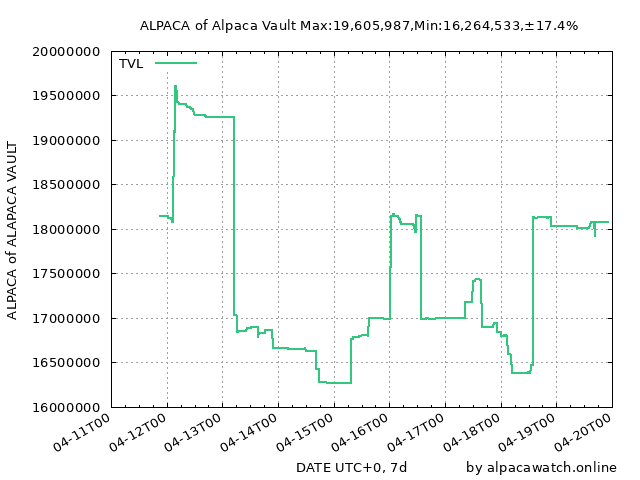 ALPACA of Alpaca Vault Max:19,605,987,Min:16,264,533,±17.4%
20000000
TVL
19500000
19000000
18500000
18000000
17500000
17000000
16500000
16000000
ALPACA of ALAPACA VAULT
04-11T00
04-12T00
04-13T00
04-14T00
04-15T00
04-16T00
04-17T00
04-18T00
04-19T00
04-20T00
DATE UTC+0, 7d
by alpacawatch.online